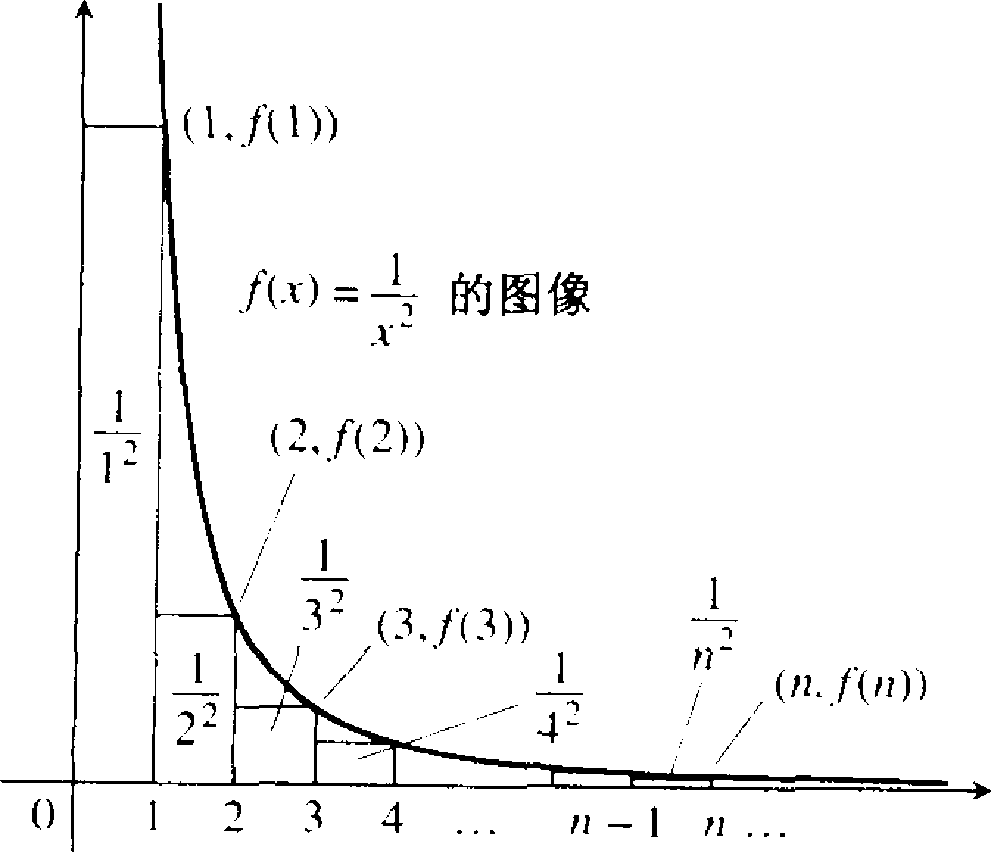 (1, f(1))
f(x) = 1/x² 的图像
1/1²
(2, f(2))
1/3²
(3, f(3))
1/n²
1/2²
1/4²
(n, f(n))
0 1 2 3 4 … n − 1 n …